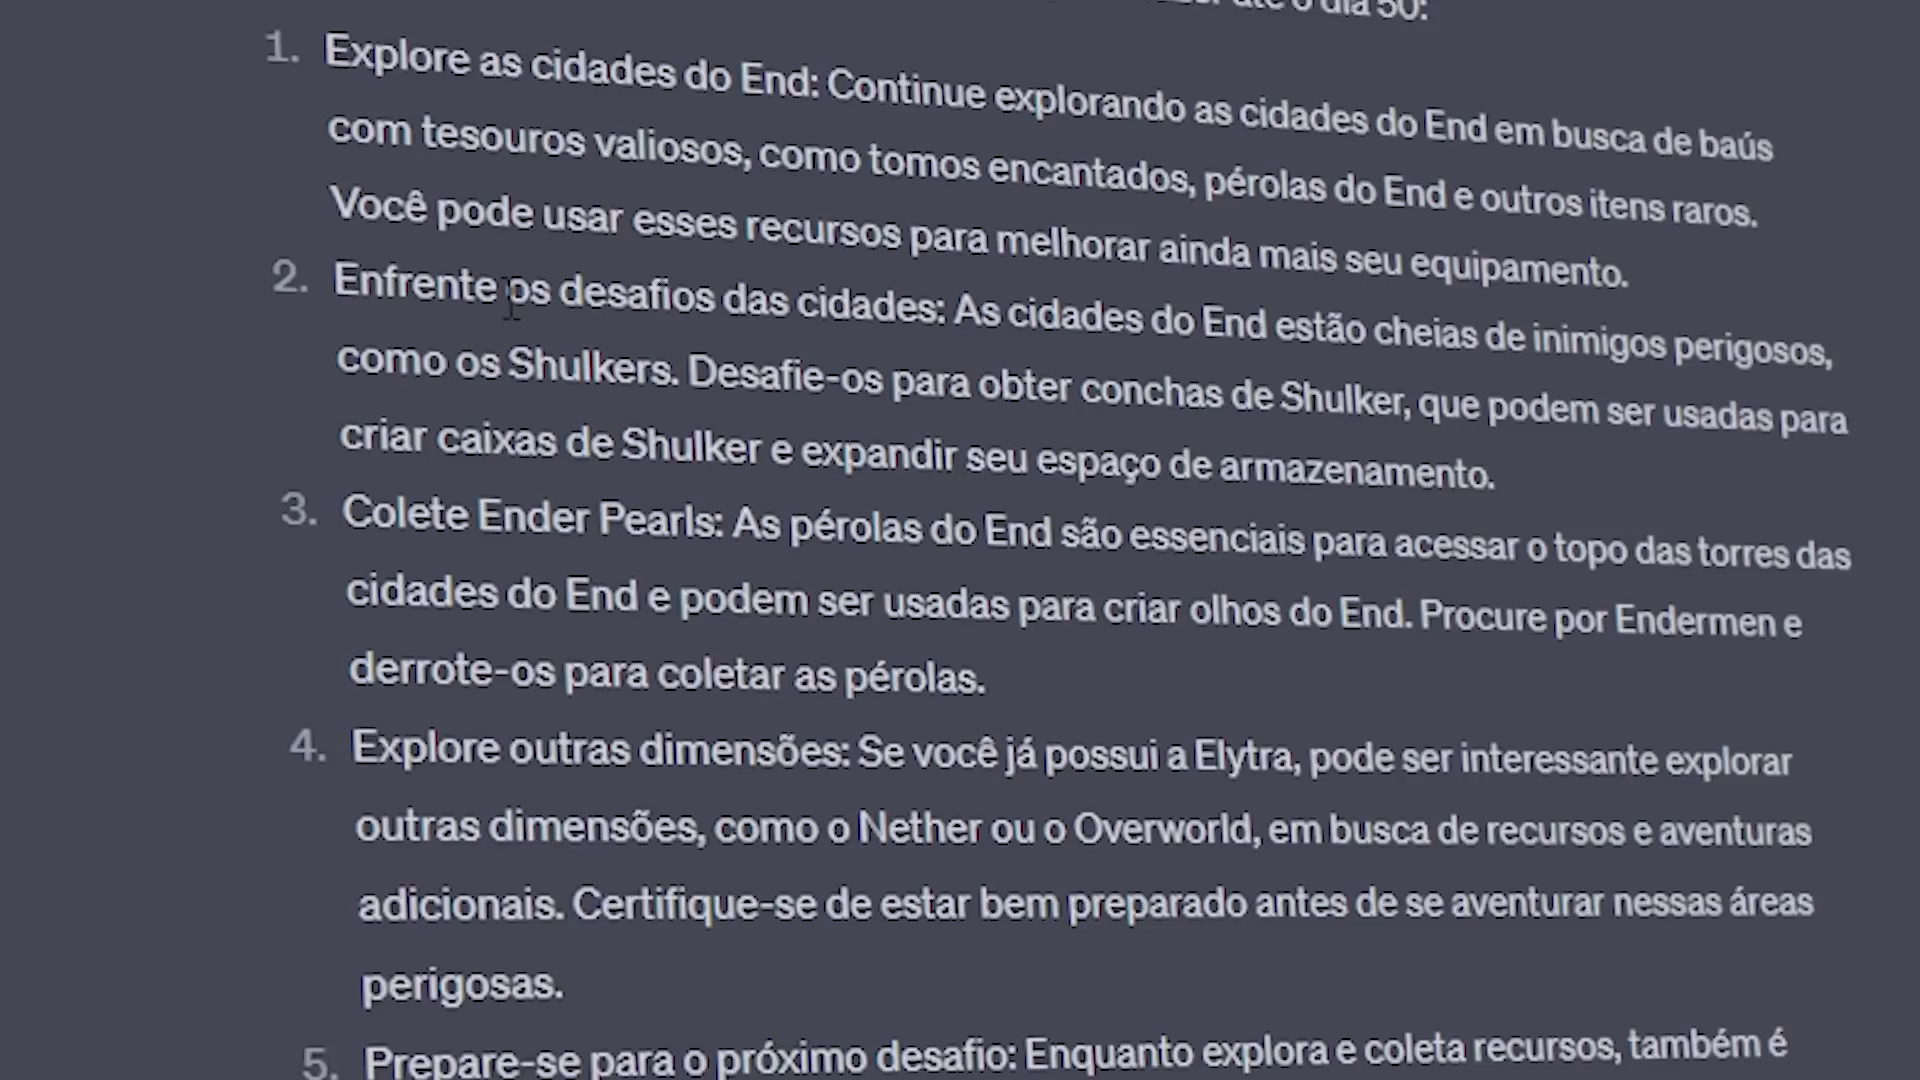 até o dia 50:
1. Explore as cidades do End: Continue explorando as cidades do End em busca de baús
com tesouros valiosos, como tomos encantados, pérolas do End e outros itens raros.
Você pode usar esses recursos para melhorar ainda mais seu equipamento.
2. Enfrente os desafios das cidades: As cidades do End estão cheias de inimigos perigosos,
como os Shulkers. Desafie-os para obter conchas de Shulker, que podem ser usadas para
criar caixas de Shulker e expandir seu espaço de armazenamento.
3. Colete Ender Pearls: As pérolas do End são essenciais para acessar o topo das torres das
cidades do End e podem ser usadas para criar olhos do End. Procure por Endermen e
derrote-os para coletar as pérolas.
4. Explore outras dimensões: Se você já possui a Elytra, pode ser interessante explorar
outras dimensões, como o Nether ou o Overworld, em busca de recursos e aventuras
adicionais. Certifique-se de estar bem preparado antes de se aventurar nessas áreas
perigosas.
5. Prepare-se para o próximo desafio: Enquanto explora e coleta recursos, também é